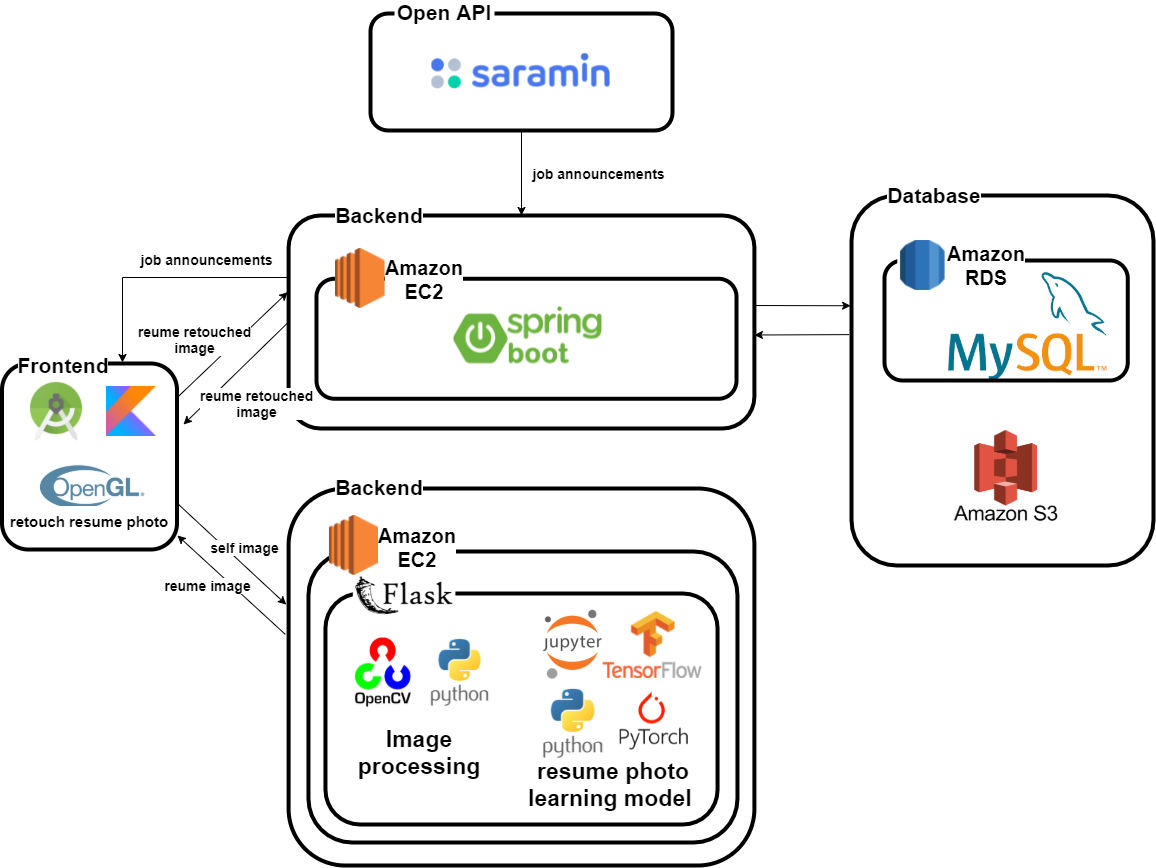 Open API
saramin
job announcements
Backend
Amazon
EC2
spring
boot
Database
Amazon
RDS
MySQL™
Amazon S3
job announcements
reume retouched
image
reume retouched
image
Frontend
OpenGL®
retouch resume photo
self image
reume image
Backend
Amazon
EC2
Flask
OpenCV
python
Image
processing
jupyter
TensorFlow
python
PyTorch
resume photo
learning model